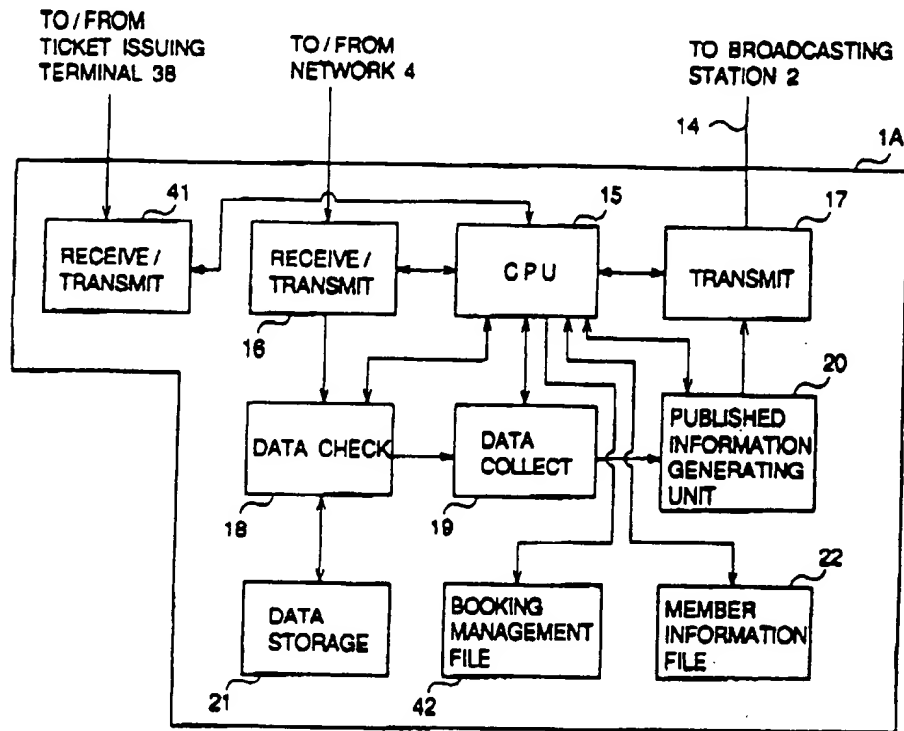 TO/FROM
TICKET ISSUING
TERMINAL 38
TO/FROM
NETWORK 4
TO BROADCASTING
STATION 2
14
1A
41
15
17
RECEIVE/
TRANSMIT
RECEIVE/
TRANSMIT
CPU
TRANSMIT
16
20
DATA CHECK
DATA
COLLECT
PUBLISHED
INFORMATION
GENERATING
UNIT
18
19
22
DATA
STORAGE
BOOKING
MANAGEMENT
FILE
MEMBER
INFORMATION
FILE
21
42